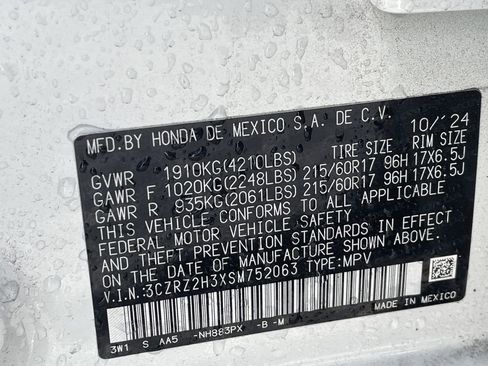 MFD.BY HONDA DE MEXICO S.A. DE C.V. 10/'24
TIRE SIZE RIM SIZE
GVWR 1910KG(4210LBS)
GAWR F 1020KG(2248LBS) 215/60R17 96H 17X6.5J
GAWR R 935KG(2061LBS) 215/60R17 96H 17X6.5J
THIS VEHICLE CONFORMS TO ALL APPLICABLE
FEDERAL MOTOR VEHICLE SAFETY
AND THEFT PREVENTION STANDARDS IN EFFECT
ON THE DATE OF MANUFACTURE SHOWN ABOVE.
V.I.N.:3CZRZ2H3XSM752063 TYPE:MPV
3W1 S AA5 -NH883PX -B -M MADE IN MEXICO